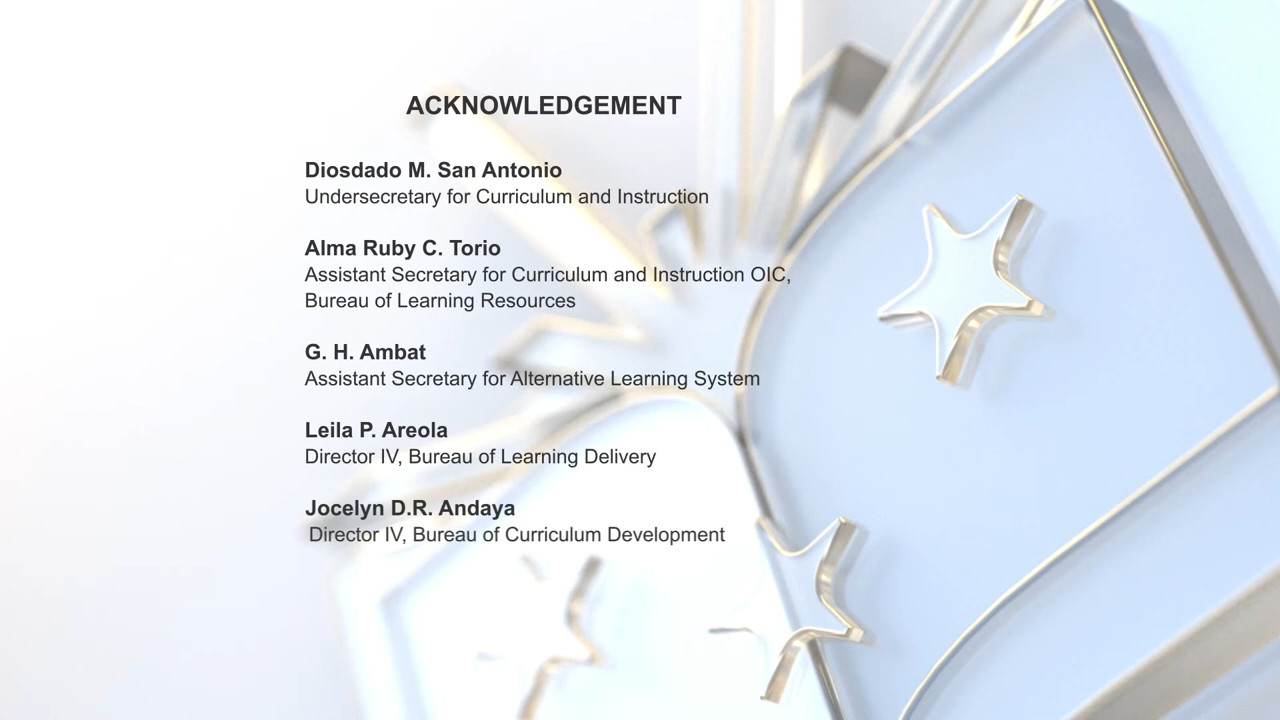 ACKNOWLEDGEMENT
Diosdado M. San Antonio
Undersecretary for Curriculum and Instruction
Alma Ruby C. Torio
Assistant Secretary for Curriculum and Instruction OIC,
Bureau of Learning Resources
G. H. Ambat
Assistant Secretary for Alternative Learning System
Leila P. Areola
Director IV, Bureau of Learning Delivery
Jocelyn D.R. Andaya
Director IV, Bureau of Curriculum Development